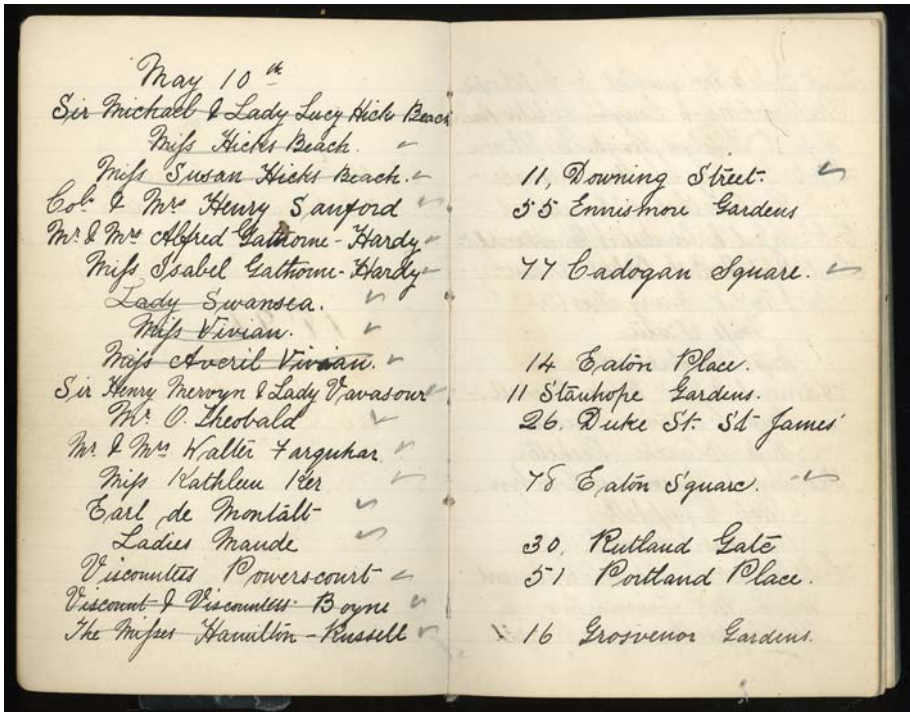 May 10th
Sir Michael & Lady Lucy Hicks Beach
Miss Hicks Beach.
Miss Susan Hicks Beach. 11, Downing Street.
Col. & Mrs Henry Sanford 55 Ennismore Gardens
Mr & Mrs Alfred Gathorne-Hardy
Miss Isabel Gathorne-Hardy 77 Cadogan Square.
Lady Swansea.
Miss Vivian.
Miss Averil Vivian. 14 Eaton Place.
Sir Henry Mervyn & Lady Vavasour 11 Stanhope Gardens.
Mr O. Theobald 26. Duke St. St James'
Mr. & Mrs Walter Farquhar
Miss Kathleen Ker 78 Eaton Square.
Earl de Montalt
Ladies Maude 30, Rutland Gate
Viscountess Powerscourt 51 Portland Place.
Viscount & Viscountess Boyne
The Misses Hamilton-Russell 16 Grosvenor Gardens.